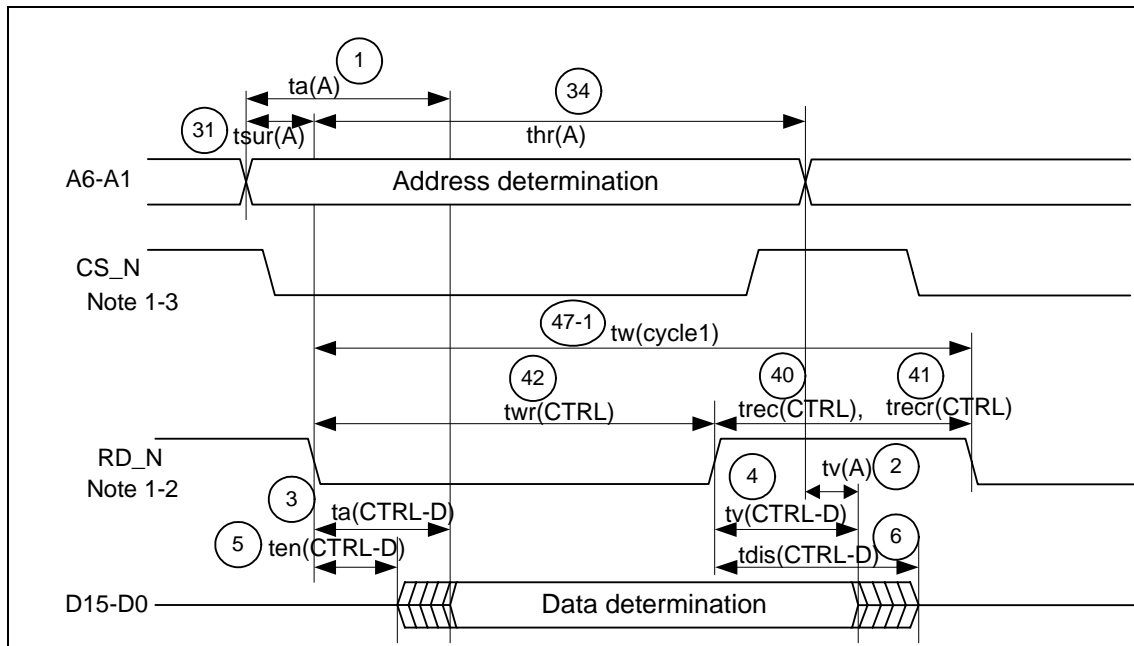 1
ta(A)
34
31
tsur(A)
thr(A)
A6-A1
Address determination
CS_N
Note 1-3
47-1
tw(cycle1)
42
40
41
twr(CTRL)
trec(CTRL),
trecr(CTRL)
RD_N
Note 1-2
4
tv(A)
2
3
ta(CTRL-D)
tv(CTRL-D)
5
ten(CTRL-D)
tdis(CTRL-D)
6
D15-D0
Data determination